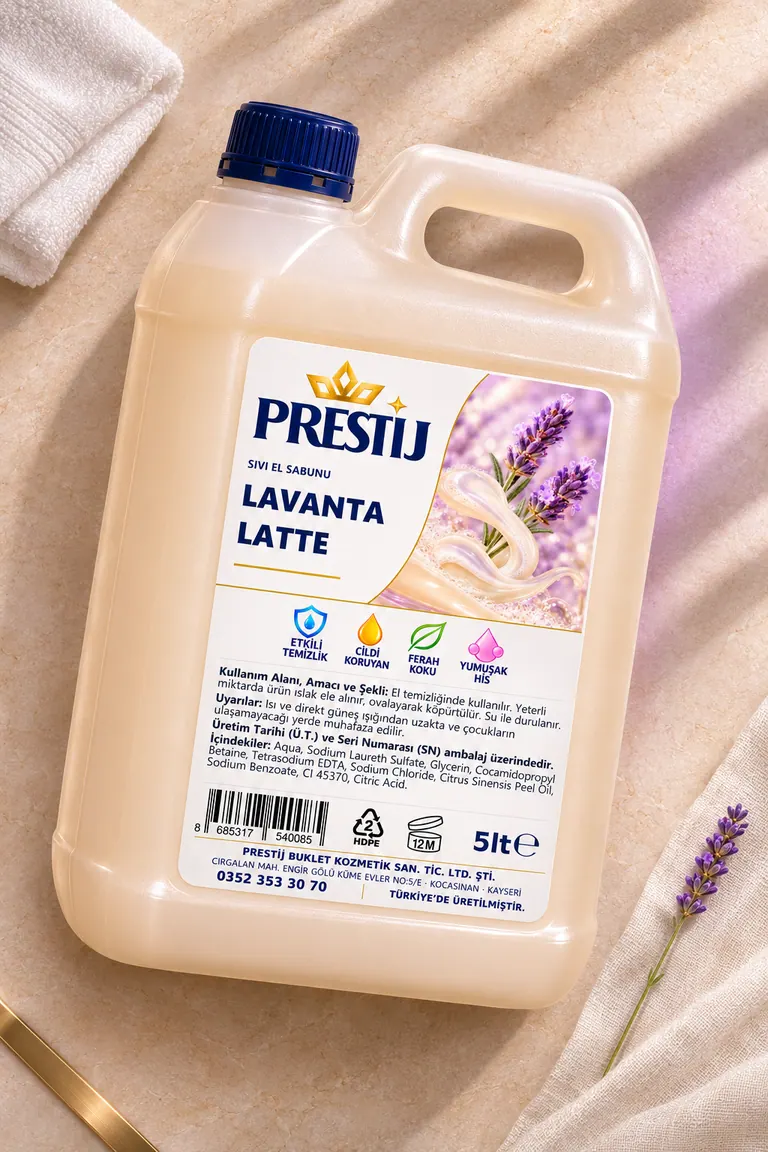 PRESTİJ
SIVI EL SABUNU
LAVANTA
LATTE
ETKİLİ
TEMİZLİK
CİLDİ
KORUYAN
FERAH
KOKU
YUMUŞAK
HİS
Kullanım Alanı, Amacı ve Şekli: El temizliğinde kullanılır. Yeterli
miktarda ürün ıslak ele alınır, ovalayarak köpürtülür. Su ile durulanır.
Uyarılar: Isı ve direkt güneş ışığından uzakta ve çocukların
ulaşamayacağı yerde muhafaza edilir.
Üretim Tarihi (Ü.T.) ve Seri Numarası (SN) ambalaj üzerindedir.
İçindekiler: Aqua, Sodium Laureth Sulfate, Glycerin, Cocamidopropyl
Betaine, Tetrasodium EDTA, Sodium Chloride, Citrus Sinensis Peel Oil,
Sodium Benzoate, CI 45370, Citric Acid.
8 685317 540085
2
HDPE
12 M
5lt℮
PRESTİJ BUKLET KOZMETİK SAN. TİC. LTD. ŞTİ.
CIRGALAN MAH. ENGİR GÖLÜ KÜME EVLER NO:5/E · KOCASİNAN · KAYSERİ
0352 353 30 70
TÜRKİYE'DE ÜRETİLMİŞTİR.